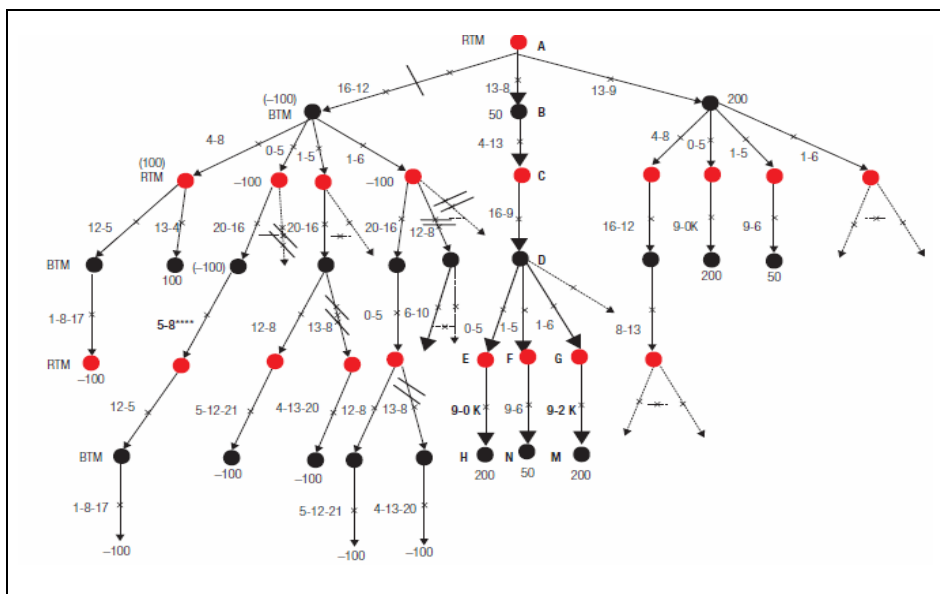 RTM A
16-12 13-8 13-9
(–100)
BTM 50 B 200
4-8 0-5 1-5 1-6 4-13 4-8 0-5 1-5 1-6
(100)
RTM –100 –100 C
12-5 13-4 20-16 20-16 20-16 12-8 16-9 16-12 9-0K 9-6
BTM 100 (–100) D 200 50
1-8-17 5-8**** 12-8 13-8 0-5 6-10 0-5 1-5 1-6 8-13
RTM –100 E F G
12-5 5-12-21 4-13-20 12-8 13-8 9-0 K 9-6 9-2 K
BTM –100 –100 H N M
200 50 200
1-8-17 5-12-21 4-13-20
–100 –100 –100